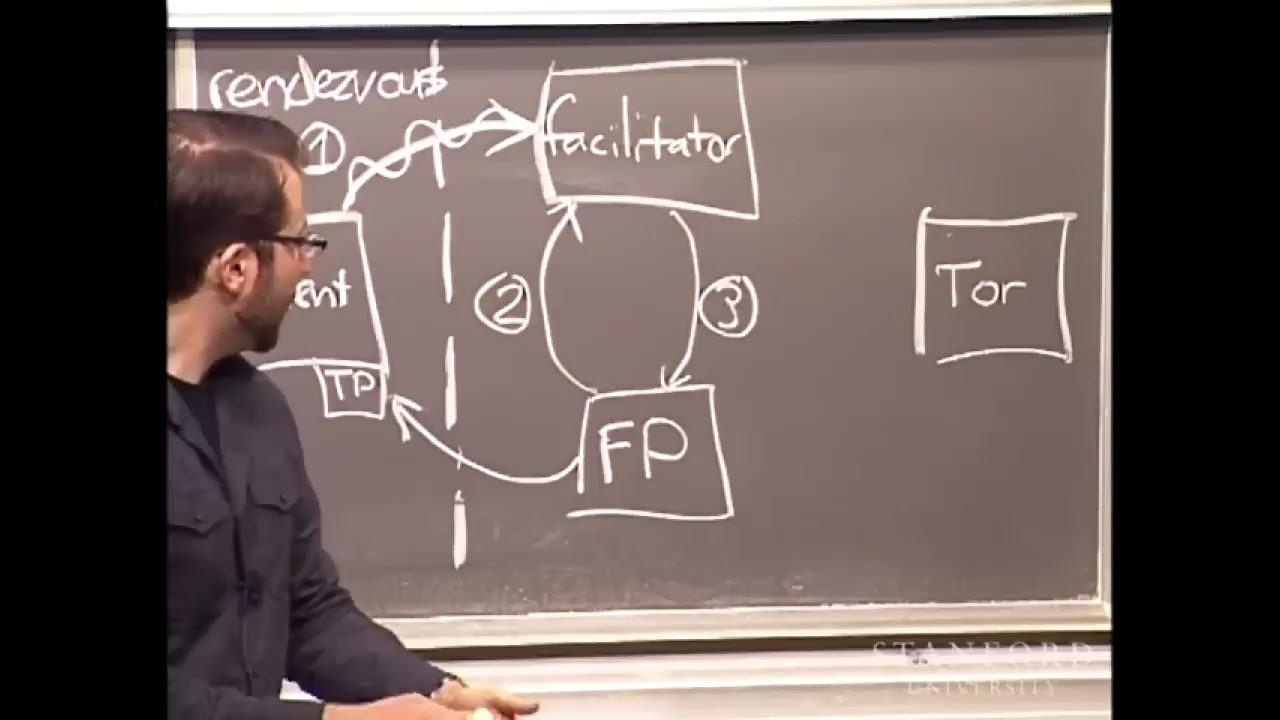 rendezvous
1
facilitator
2
3
Tor
ent
TP
FP
STANFORD
UNIVERSITY